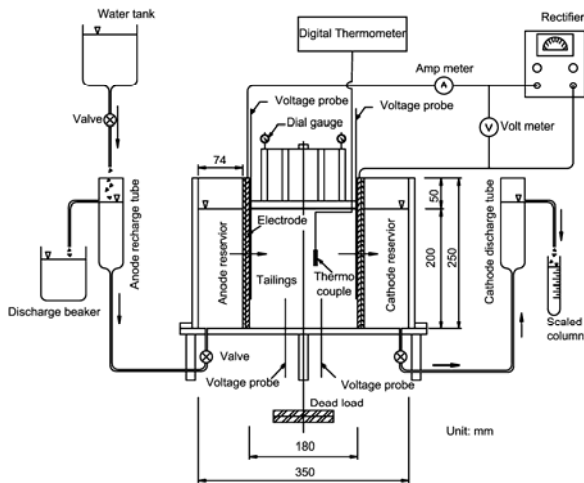 Water tank
Rectifier
Digital Thermometer
Amp meter
A
Valve
Voltage probe
Voltage probe
Dial gauge
V
Volt meter
74
50
Anode recharge tube
Electrode
Anode reservior
Tailings
Thermo
couple
Cathode reservior
200
250
Cathode discharge tube
Discharge beaker
Scaled
column
Valve
Voltage probe
Voltage probe
Dead load
Unit: mm
180
350